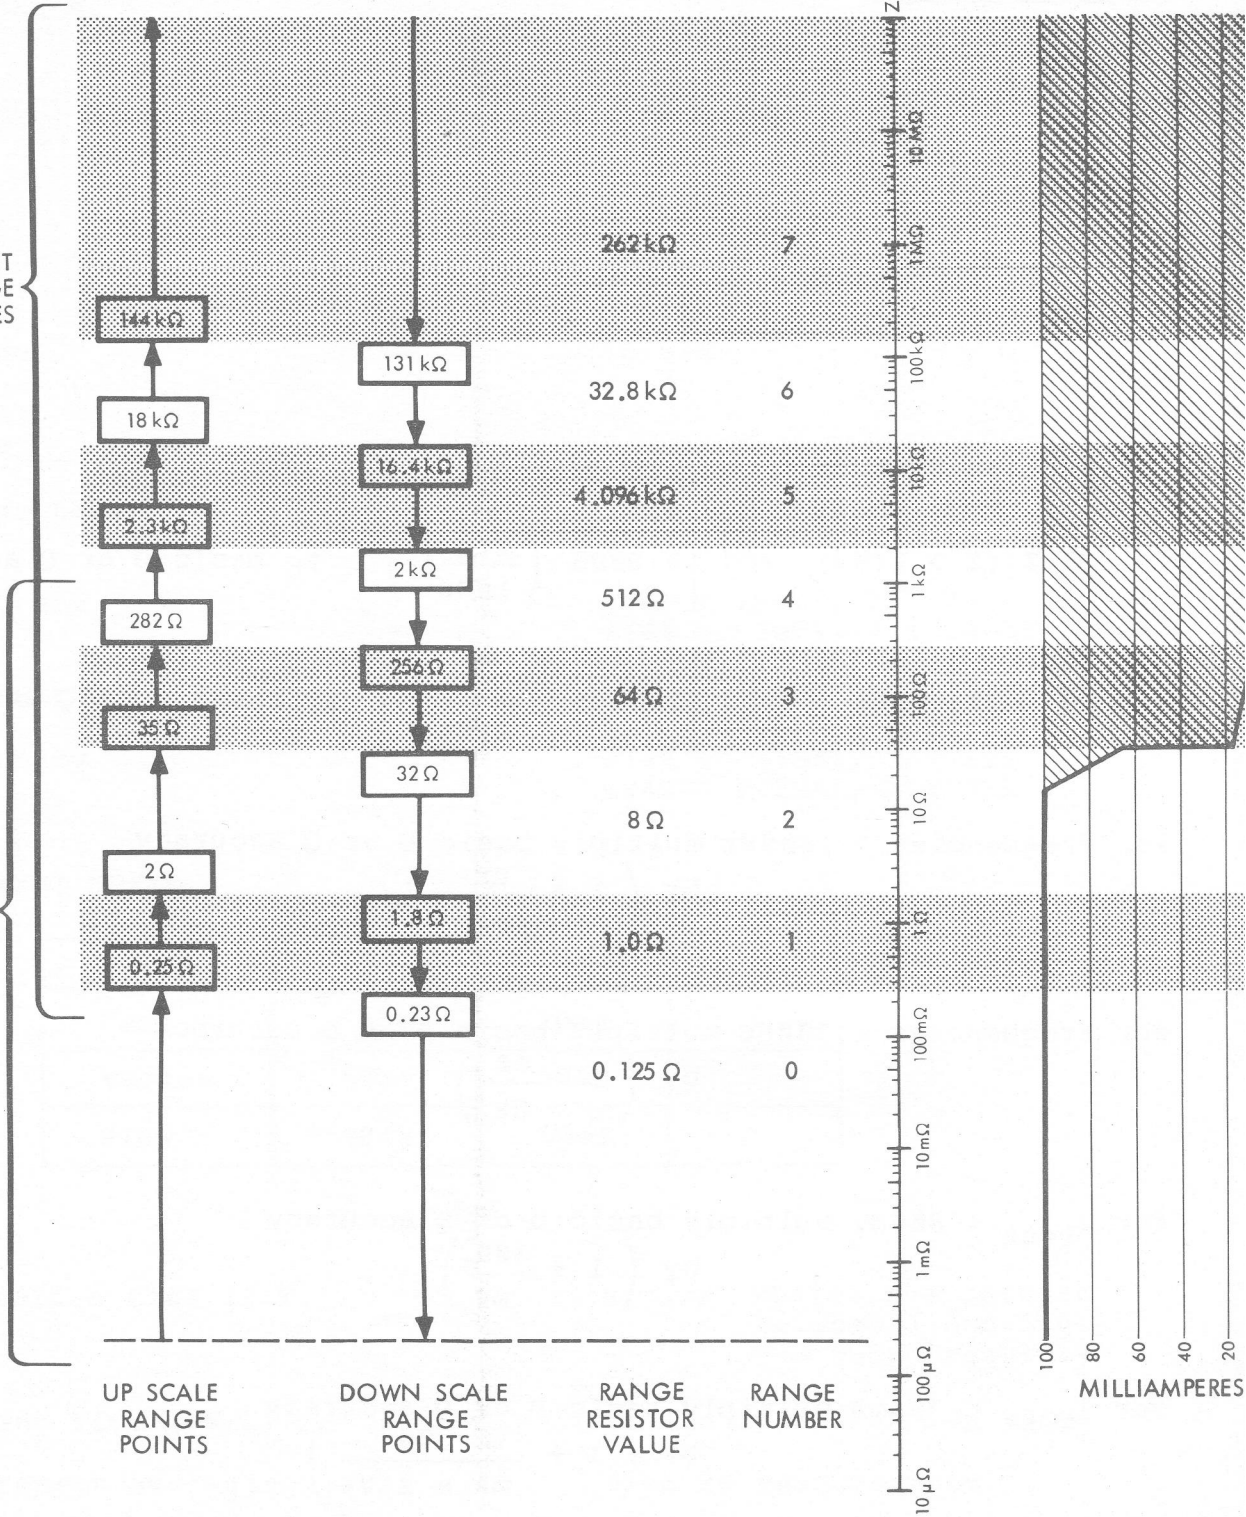 Z
10 MΩ
262 kΩ 7
1 MΩ
T
GE
ES
144 kΩ
131 kΩ
100 kΩ
32.8 kΩ 6
18 kΩ
16.4 kΩ
10 kΩ
4.096 kΩ 5
2.3 kΩ
2 kΩ
1 kΩ
512 Ω 4
282 Ω
256 Ω
64 Ω 3
100 Ω
35 Ω
32 Ω
10 Ω
8 Ω 2
2 Ω
1.8 Ω
1 Ω
1.0 Ω 1
0.25 Ω
0.23 Ω
100 mΩ
0.125 Ω 0
10 mΩ
1 mΩ
100 μΩ
10 μΩ
100 80 60 40 20
MILLIAMPERES
UP SCALE
RANGE
POINTS
DOWN SCALE
RANGE
POINTS
RANGE
RESISTOR
VALUE
RANGE
NUMBER